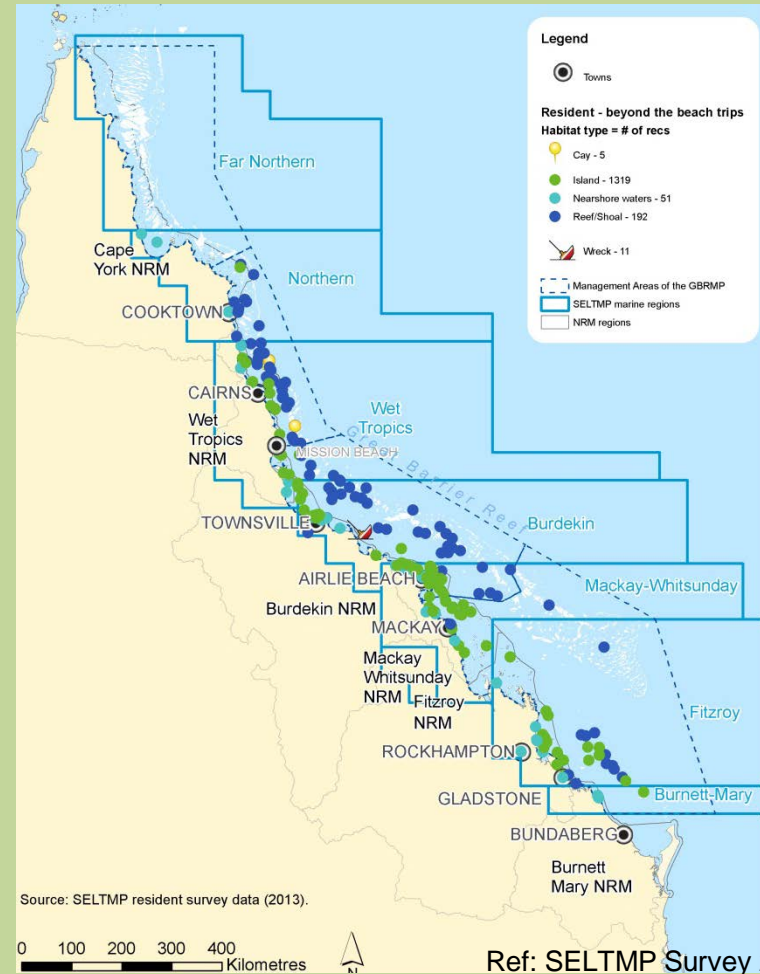 Legend
Towns
Resident - beyond the beach trips
Habitat type = # of recs
Cay - 5
Island - 1319
Nearshore waters - 51
Reef/Shoal - 192
Wreck - 11
Management Areas of the GBRMP
SELTMP marine regions
NRM regions
Far Northern
Cape
York NRM
Northern
COOKTOWN
CAIRNS
Wet
Tropics
Wet
Tropics
NRM
MISSION BEACH
Great Barrier Reef
TOWNSVILLE
Burdekin
AIRLIE BEACH
Mackay-Whitsunday
Burdekin NRM
MACKAY
Mackay
Whitsunday
NRM
Fitzroy
NRM
Fitzroy
ROCKHAMPTON
GLADSTONE
Burnett-Mary
BUNDABERG
Burnett
Mary NRM
Source: SELTMP resident survey data (2013).
0 100 200 300 400
Kilometres
N
Ref: SELTMP Survey